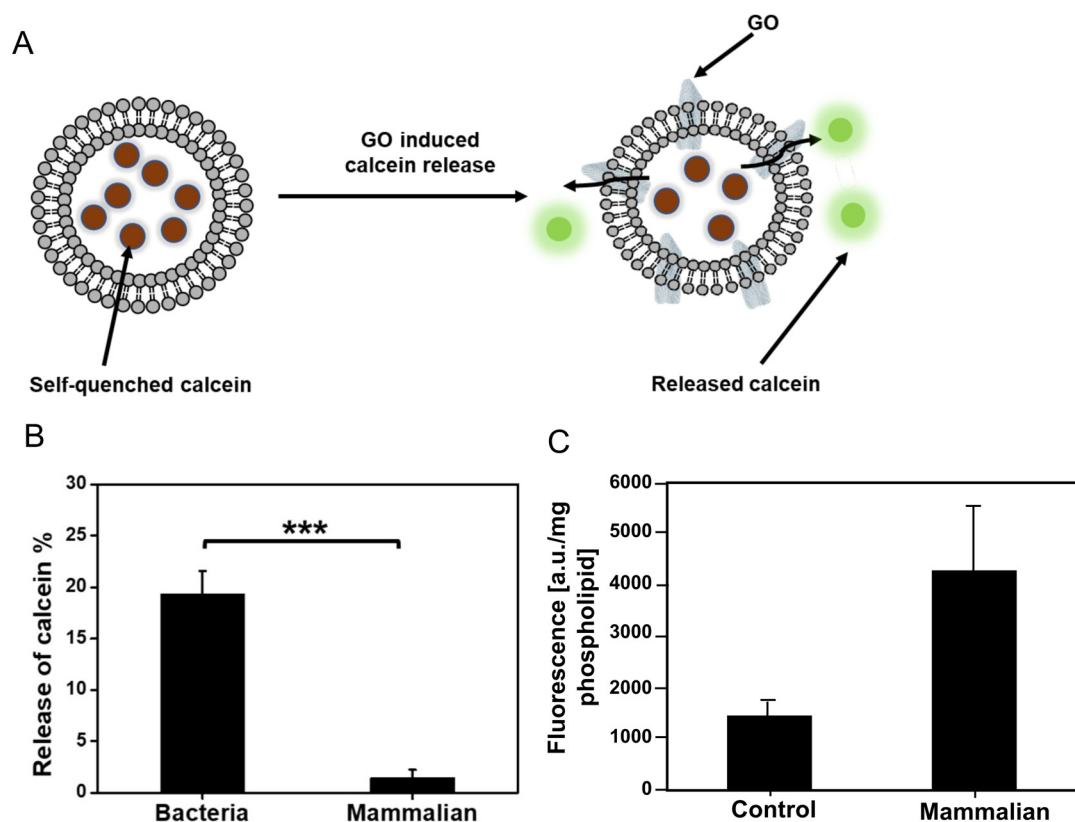 A
GO
GO induced
calcein release
Self-quenched calcein
Released calcein
B
Release of calcein %
30
25
20
15
10
5
0
***
Bacteria
Mammalian
C
Fluorescence [a.u./mg
phospholipid]
6000
5000
4000
3000
2000
1000
0
Control
Mammalian